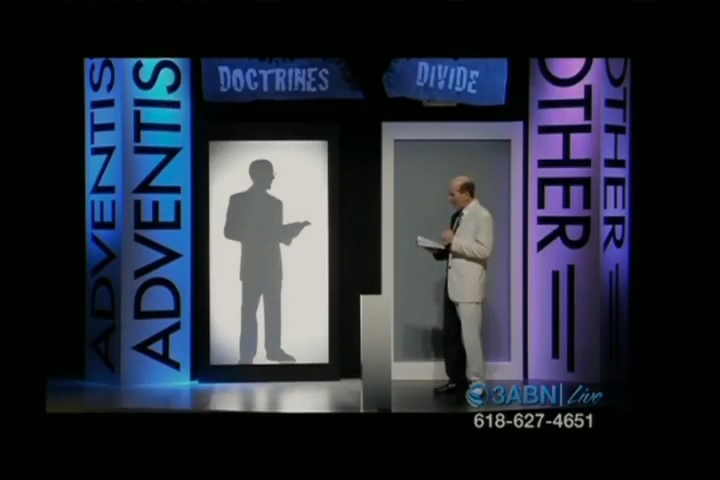 DOCTRINES
DIVIDE
ADVENTIS
ADVENTIS
OTHER
OTHER
3ABN Live
618-627-4651